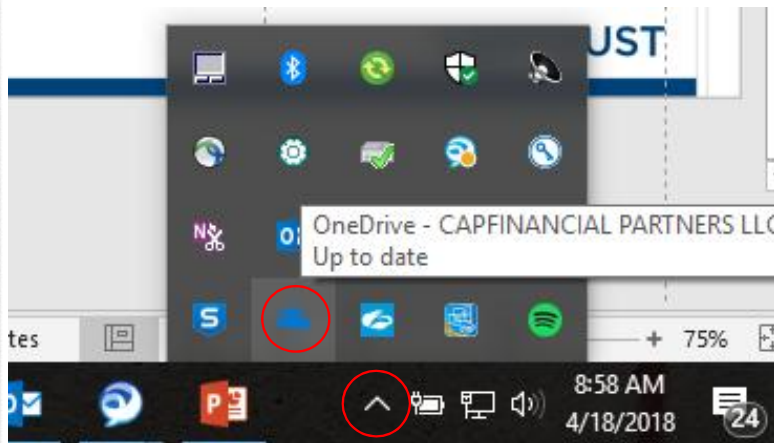 UST
OneDrive - CAPFINANCIAL PARTNERS LLC
Up to date
tes
75%
8:58 AM
4/18/2018
24